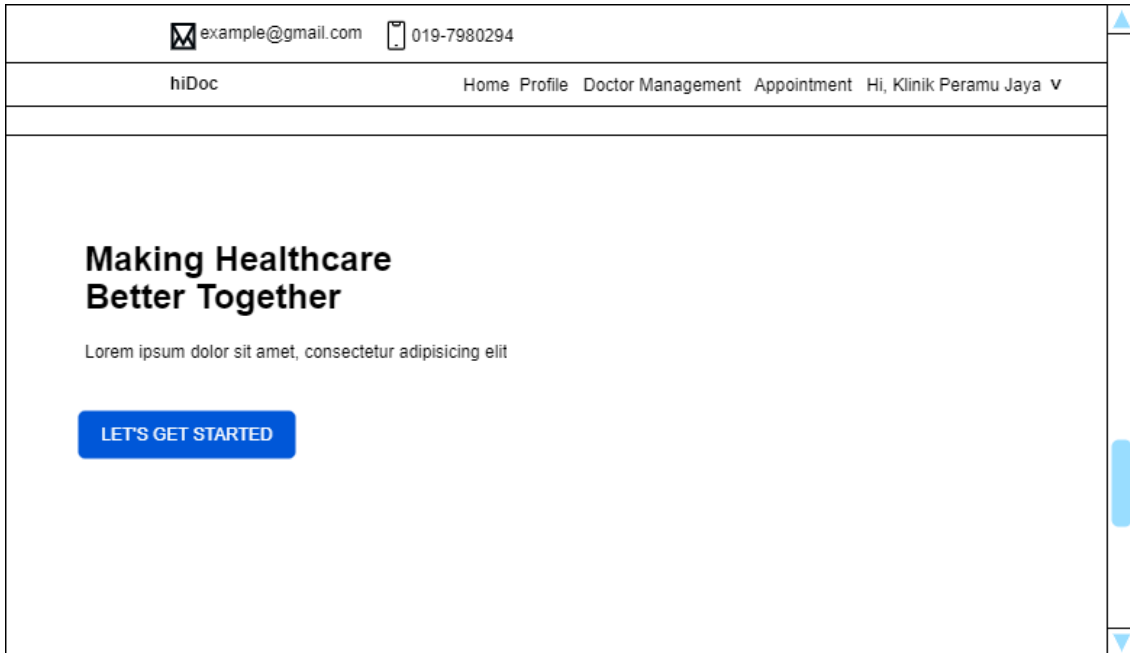 example@gmail.com 019-7980294
hiDoc Home Profile Doctor Management Appointment Hi, Klinik Peramu Jaya v
Making Healthcare
Better Together
Lorem ipsum dolor sit amet, consectetur adipisicing elit
LET'S GET STARTED